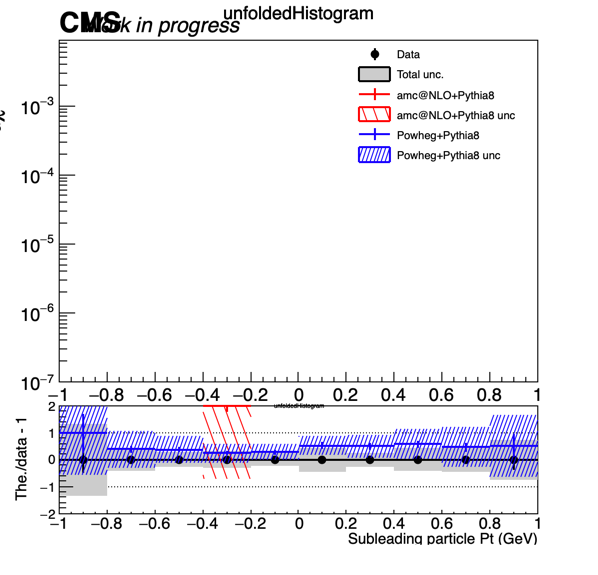 unfoldedHistogram
CMS Work in progress
Data
Total unc.
amc@NLO+Pythia8
amc@NLO+Pythia8 unc
Powheg+Pythia8
Powheg+Pythia8 unc
10−3
10−4
10−5
10−6
10−7
−1 −0.8 −0.6 −0.4 −0.2 0 0.2 0.4 0.6 0.8 1
unfoldedHistogram
The./data - 1
2
1
0
−1
−2
−1 −0.8 −0.6 −0.4 −0.2 0 0.2 0.4 0.6 0.8 1
Subleading particle Pt (GeV)